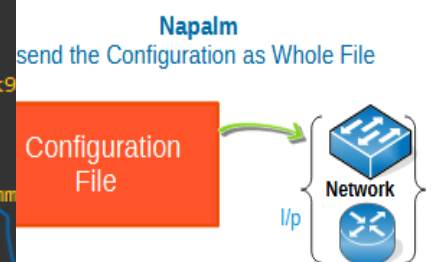 Napalm
send the Configuration as Whole File
Configuration
File
Network
I/p